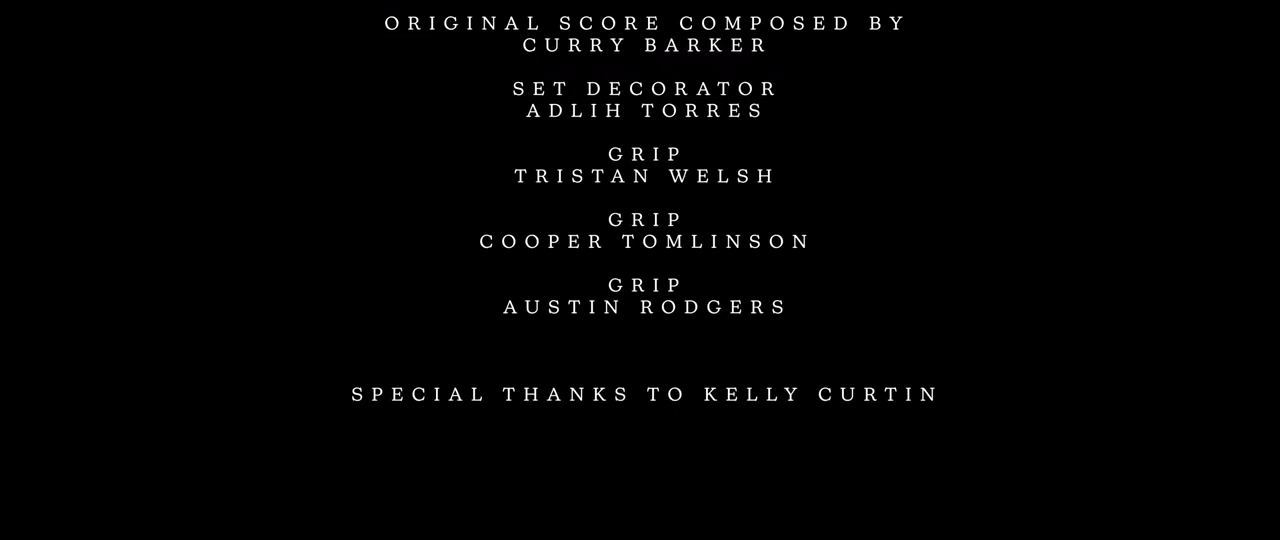 ORIGINAL SCORE COMPOSED BY
CURRY BARKER
SET DECORATOR
ADLIH TORRES
GRIP
TRISTAN WELSH
GRIP
COOPER TOMLINSON
GRIP
AUSTIN RODGERS
SPECIAL THANKS TO KELLY CURTIN